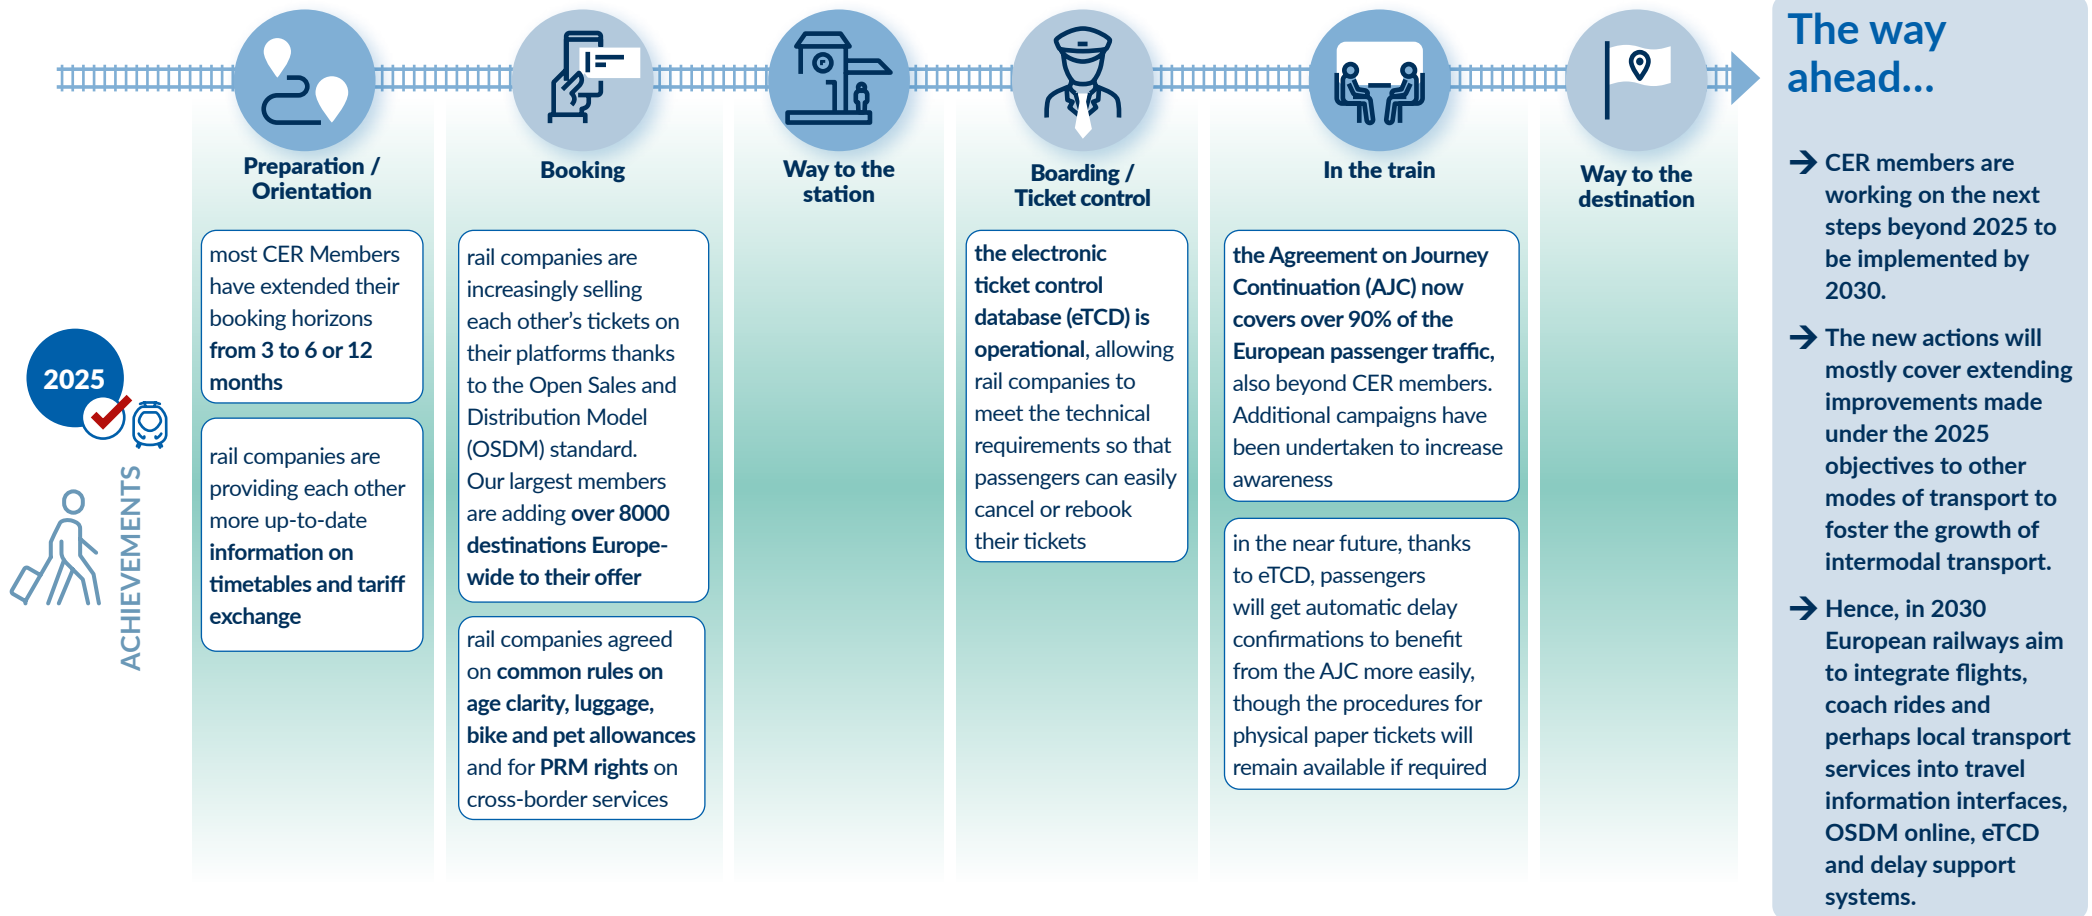 2025
ACHIEVEMENTS
Preparation /
Orientation
most CER Members
have extended their
booking horizons
from 3 to 6 or 12
months
rail companies are
providing each other
more up-to-date
information on
timetables and tariff
exchange
Booking
rail companies are
increasingly selling
each other’s tickets on
their platforms thanks
to the Open Sales and
Distribution Model
(OSDM) standard.
Our largest members
are adding over 8000
destinations Europe-
wide to their offer
rail companies agreed
on common rules on
age clarity, luggage,
bike and pet allowances
and for PRM rights on
cross-border services
Way to the
station
Boarding /
Ticket control
the electronic
ticket control
database (eTCD) is
operational, allowing
rail companies to
meet the technical
requirements so that
passengers can easily
cancel or rebook
their tickets
In the train
the Agreement on Journey
Continuation (AJC) now
covers over 90% of the
European passenger traffic,
also beyond CER members.
Additional campaigns have
been undertaken to increase
awareness
in the near future, thanks
to eTCD, passengers
will get automatic delay
confirmations to benefit
from the AJC more easily,
though the procedures for
physical paper tickets will
remain available if required
Way to the
destination
The way
ahead...
CER members are
working on the next
steps beyond 2025 to
be implemented by
2030.
The new actions will
mostly cover extending
improvements made
under the 2025
objectives to other
modes of transport to
foster the growth of
intermodal transport.
Hence, in 2030
European railways aim
to integrate flights,
coach rides and
perhaps local transport
services into travel
information interfaces,
OSDM online, eTCD
and delay support
systems.